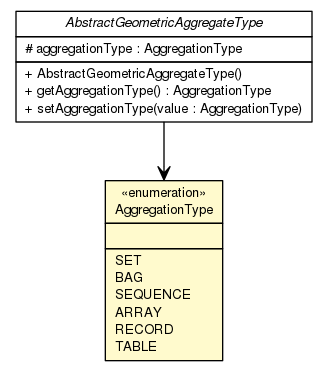 AbstractGeometricAggregateType
# aggregationType : AggregationType
+ AbstractGeometricAggregateType()
+ getAggregationType() : AggregationType
+ setAggregationType(value : AggregationType)
«enumeration»
AggregationType
SET
BAG
SEQUENCE
ARRAY
RECORD
TABLE